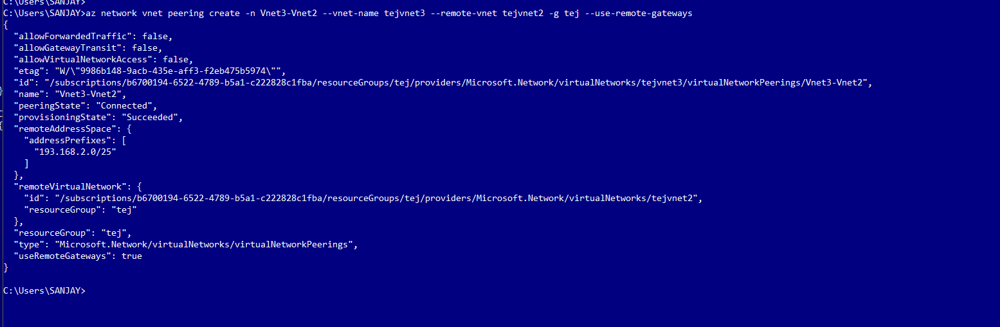 C:\Users\SANJAY>
C:\Users\SANJAY>az network vnet peering create -n Vnet3-Vnet2 --vnet-name tejvnet3 --remote-vnet tejvnet2 -g tej --use-remote-gateways
{
  "allowForwardedTraffic": false,
  "allowGatewayTransit": false,
  "allowVirtualNetworkAccess": false,
  "etag": "W/\"9986b148-9acb-435e-aff3-f2eb475b5974\"",
  "id": "/subscriptions/b6700194-6522-4789-b5a1-c222828c1fba/resourceGroups/tej/providers/Microsoft.Network/virtualNetworks/tejvnet3/virtualNetworkPeerings/Vnet3-Vnet2",
  "name": "Vnet3-Vnet2",
  "peeringState": "Connected",
  "provisioningState": "Succeeded",
  "remoteAddressSpace": {
    "addressPrefixes": [
      "193.168.2.0/25"
    ]
  },
  "remoteVirtualNetwork": {
    "id": "/subscriptions/b6700194-6522-4789-b5a1-c222828c1fba/resourceGroups/tej/providers/Microsoft.Network/virtualNetworks/tejvnet2",
    "resourceGroup": "tej"
  },
  "resourceGroup": "tej",
  "type": "Microsoft.Network/virtualNetworks/virtualNetworkPeerings",
  "useRemoteGateways": true
}
C:\Users\SANJAY>